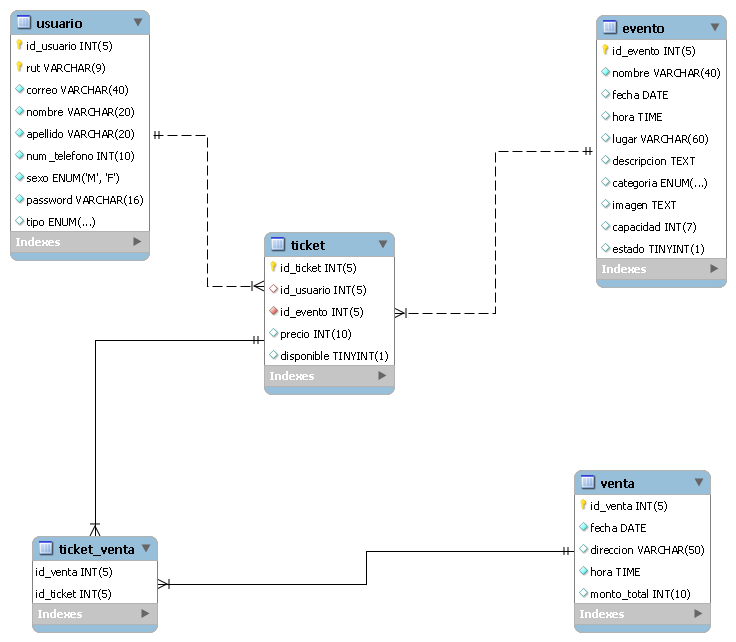 usuario
id_usuario INT(5)
rut VARCHAR(9)
correo VARCHAR(40)
nombre VARCHAR(20)
apellido VARCHAR(20)
num_telefono INT(10)
sexo ENUM('M', 'F')
password VARCHAR(16)
tipo ENUM(...)
Indexes
evento
id_evento INT(5)
nombre VARCHAR(40)
fecha DATE
hora TIME
lugar VARCHAR(60)
descripcion TEXT
categoria ENUM(...)
imagen TEXT
capacidad INT(7)
estado TINYINT(1)
Indexes
ticket
id_ticket INT(5)
id_usuario INT(5)
id_evento INT(5)
precio INT(10)
disponible TINYINT(1)
Indexes
ticket_venta
id_venta INT(5)
id_ticket INT(5)
Indexes
venta
id_venta INT(5)
fecha DATE
direccion VARCHAR(50)
hora TIME
monto_total INT(10)
Indexes